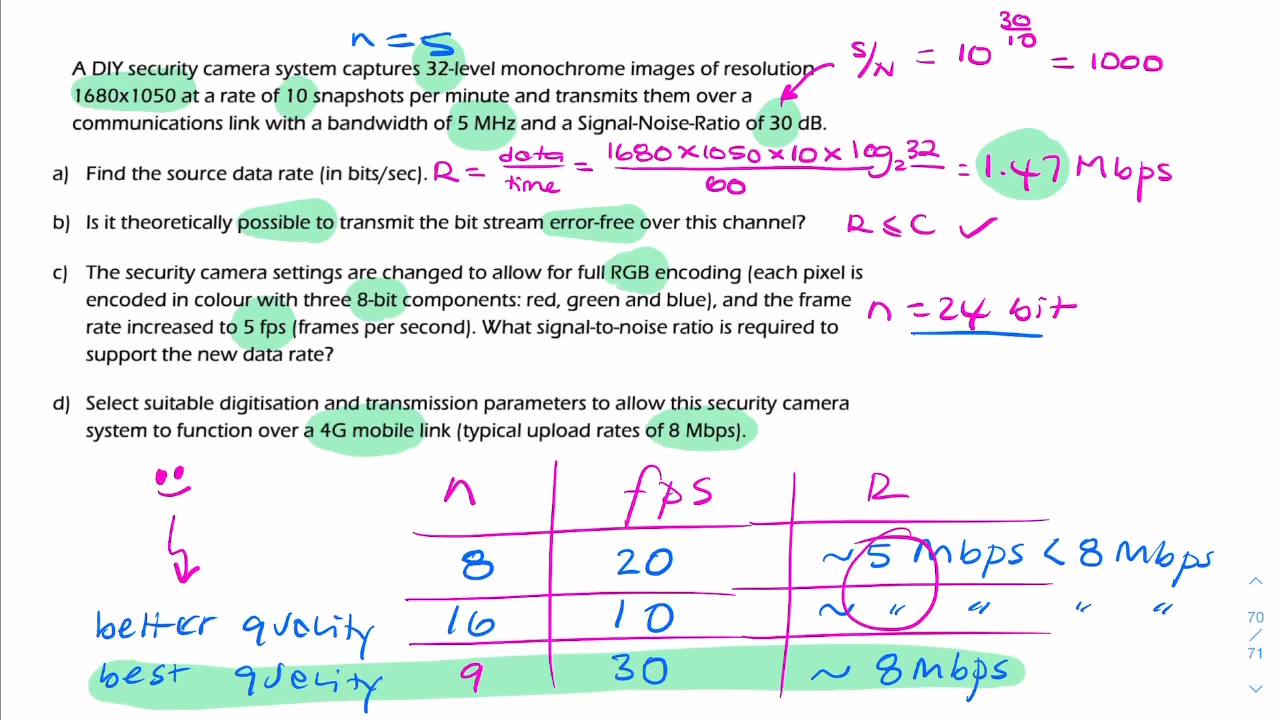 n = 5
A DIY security camera system captures 32-level monochrome images of resolution
1680x1050 at a rate of 10 snapshots per minute and transmits them over a
communications link with a bandwidth of 5 MHz and a Signal-Noise-Ratio of 30 dB.
S/N = 10^(30/10) = 1000
a) Find the source data rate (in bits/sec). R = data/time = (1680 × 1050 × 10 × log₂ 32)/60 = 1.47 Mbps
b) Is it theoretically possible to transmit the bit stream error-free over this channel? R ⩽ C ✓
c) The security camera settings are changed to allow for full RGB encoding (each pixel is
encoded in colour with three 8-bit components: red, green and blue), and the frame
rate increased to 5 fps (frames per second). What signal-to-noise ratio is required to
support the new data rate?
n = 24 bit
d) Select suitable digitisation and transmission parameters to allow this security camera
system to function over a 4G mobile link (typical upload rates of 8 Mbps).
n fps R
8 20 ~ 5 Mbps < 8 Mbps
better quality 16 10 ~ " " " "
best quality 9 30 ~ 8 Mbps
70
/
71